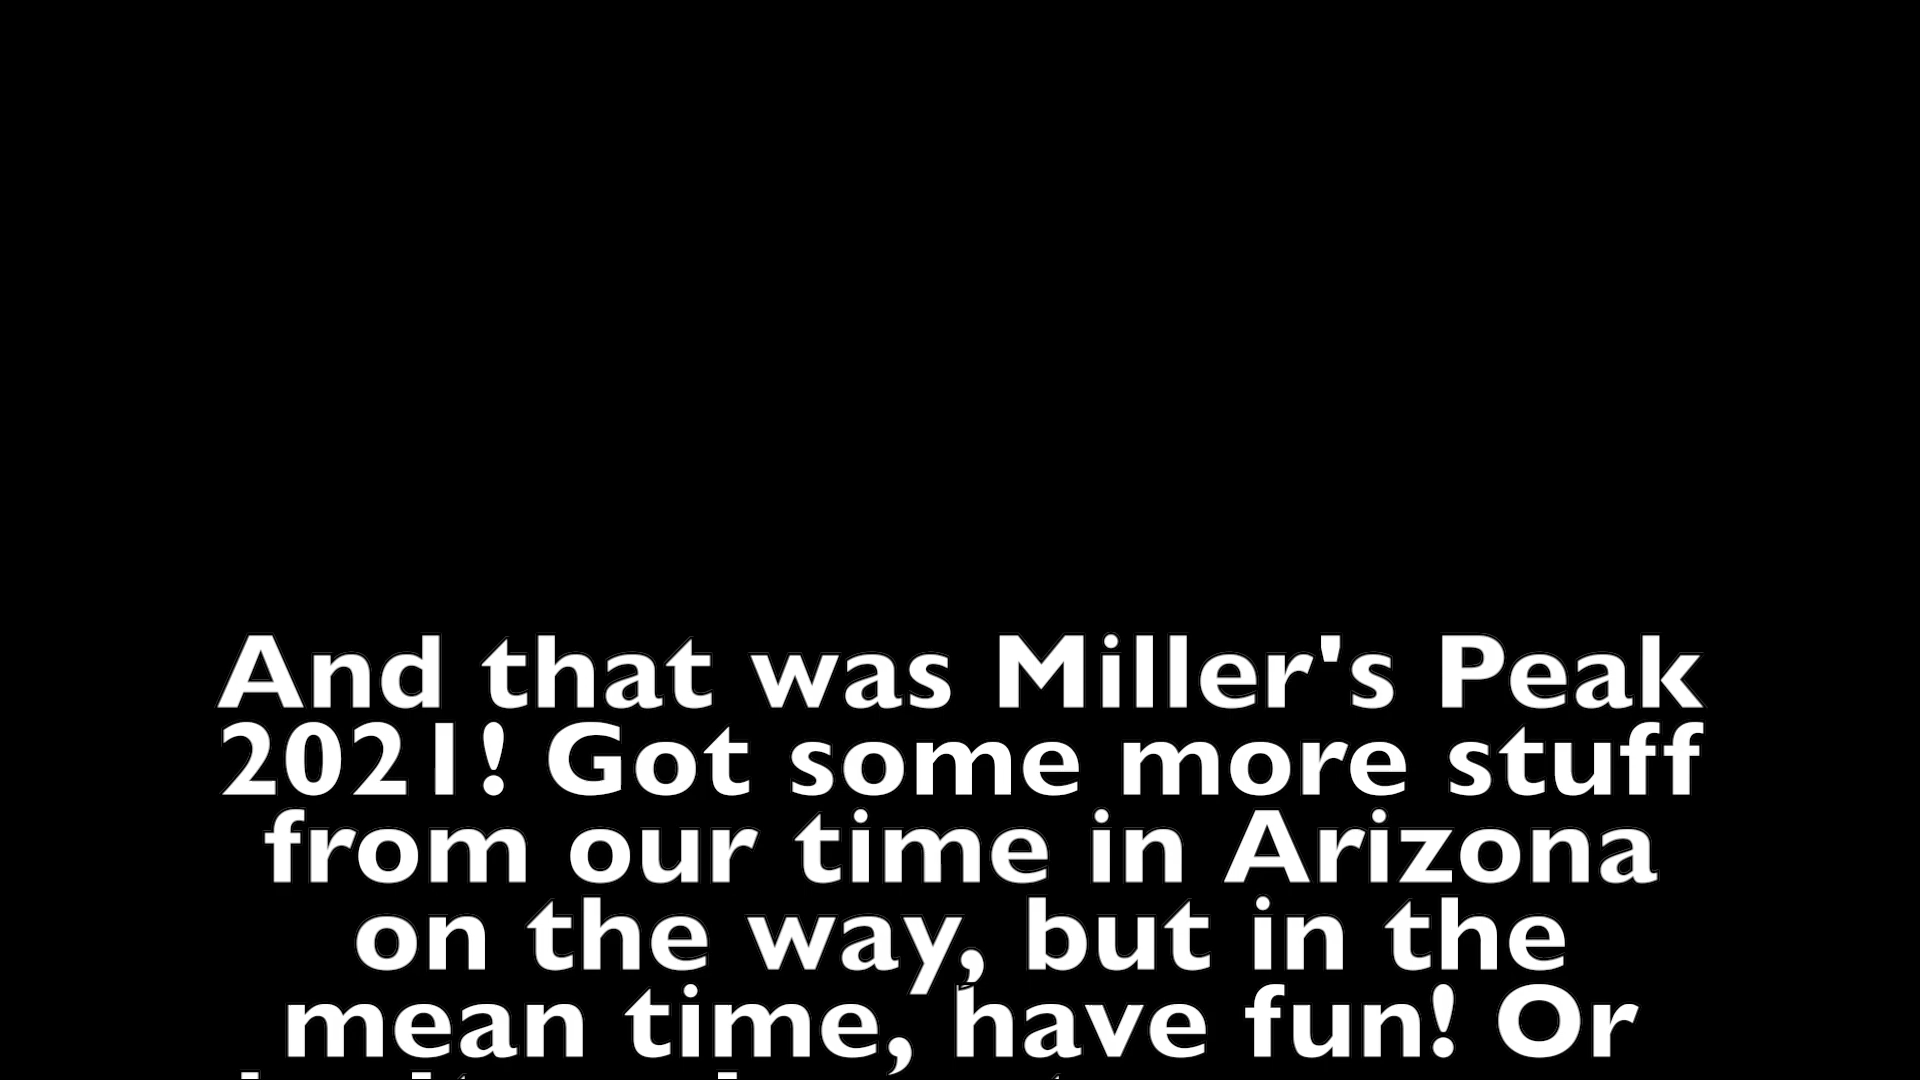 And that was Miller's Peak
2021! Got some more stuff
from our time in Arizona
on the way, but in the
mean time, have fun! Or